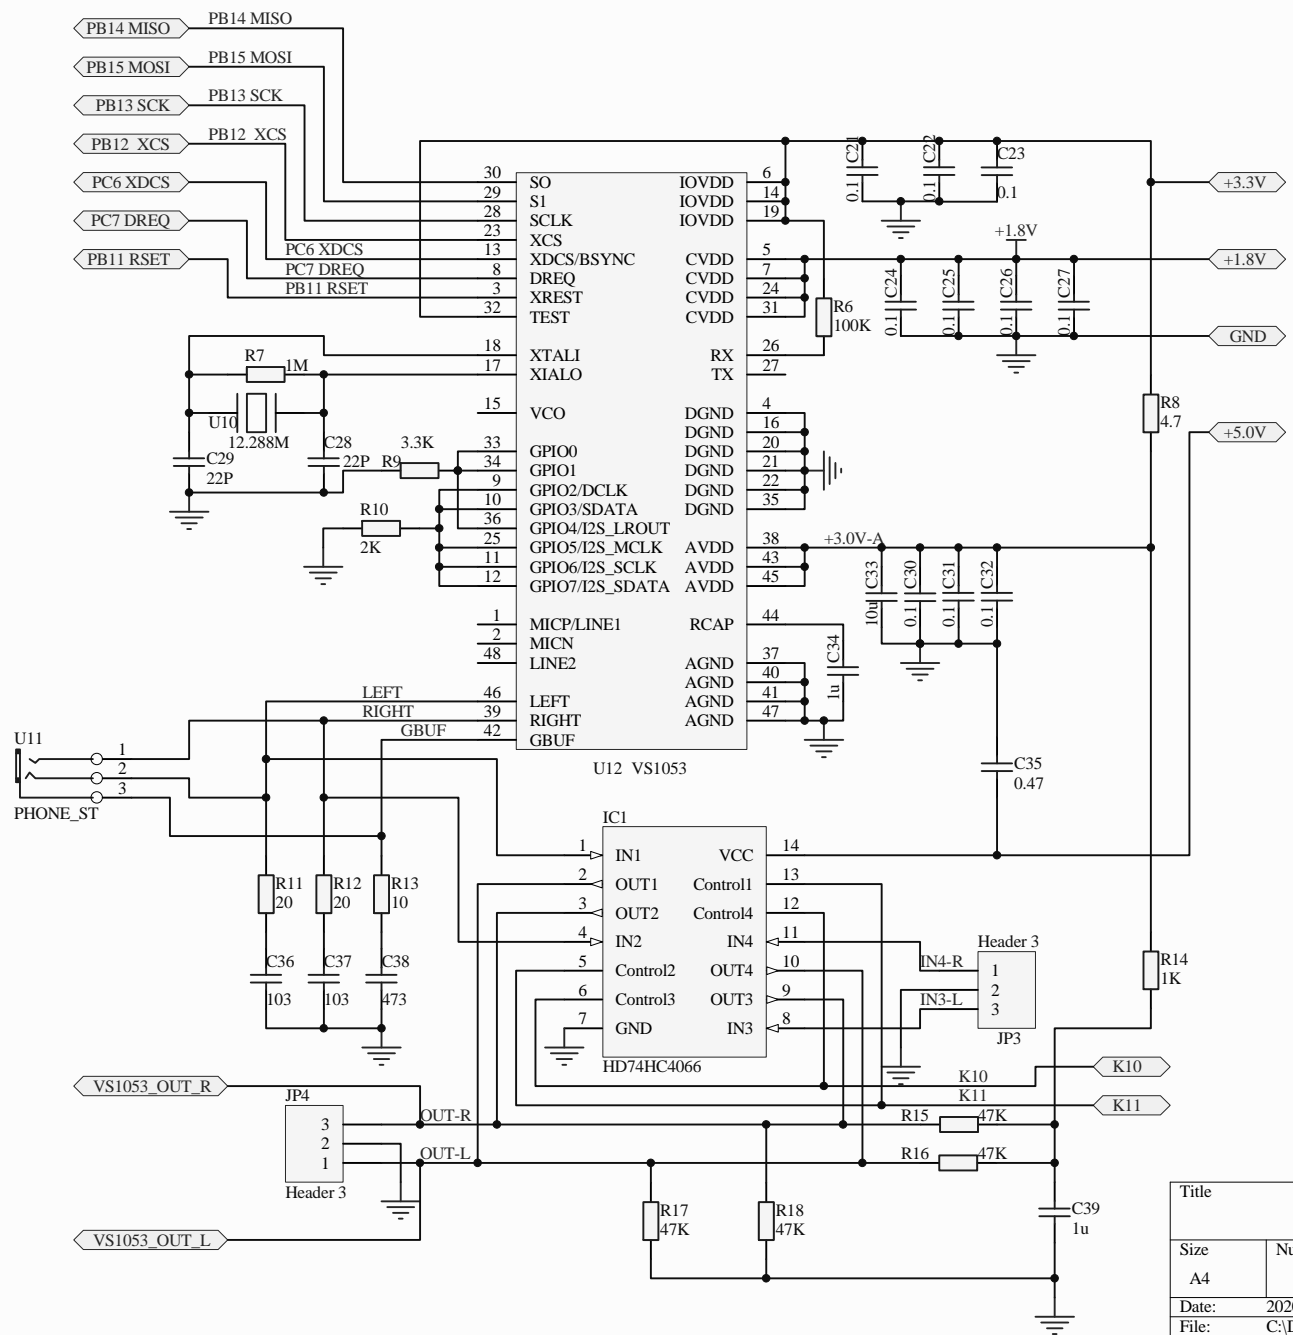 PB14 MISO PB14 MISO
PB15 MOSI PB15 MOSI
PB13 SCK PB13 SCK
PB12 XCS PB12 XCS
PC6 XDCS
PC7 DREQ
PB11 RSET
PC6 XDCS
PC7 DREQ
PB11 RSET
30 SO IOVDD 6
29 S1 IOVDD 14
28 SCLK IOVDD 19
23 XCS
13 XDCS/BSYNC CVDD 5
8 DREQ CVDD 7
3 XREST CVDD 24
32 TEST CVDD 31
18 XTALI RX 26
17 XIALO TX 27
15 VCO DGND 4
DGND 16
33 GPIO0 DGND 20
34 GPIO1 DGND 21
9 GPIO2/DCLK DGND 22
10 GPIO3/SDATA DGND 35
36 GPIO4/I2S_LROUT
25 GPIO5/I2S_MCLK AVDD 38
11 GPIO6/I2S_SCLK AVDD 43
12 GPIO7/I2S_SDATA AVDD 45
1 MICP/LINE1 RCAP 44
2 MICN
48 LINE2 AGND 37
AGND 40
46 LEFT AGND 41
39 RIGHT AGND 47
42 GBUF
U12 VS1053
C21 0.1
C22 0.1
C23
0.1
+3.3V
+1.8V
+1.8V
C24 0.1
C25 0.1
C26 0.1
C27 0.1
GND
R6
100K
R8
4.7
+5.0V
R7 1M
U10
12.288M
C29
22P
C28
22P
3.3K
R9
R10
2K
+3.0V-A
C33 10u
C30 0.1
C31 0.1
C32 0.1
C34 1u
C35
0.47
LEFT
RIGHT
GBUF
U11
1
2
3
PHONE_ST
R11
20
R12
20
R13
10
C36
103
C37
103
C38
473
IC1
1 IN1 VCC 14
2 OUT1 Control1 13
3 OUT2 Control4 12
4 IN2 IN4 11
5 Control2 OUT4 10
6 Control3 OUT3 9
7 GND IN3 8
HD74HC4066
IN4-R
IN3-L
Header 3
1
2
3
JP3
R14
1K
K10 K10
K11 K11
VS1053_OUT_R
JP4
3
2
1
Header 3
OUT-R
OUT-L
VS1053_OUT_L
R15 47K
R16 47K
R17
47K
R18
47K
C39
1u
Title
Size Nu
A4
Date: 202
File: C:\D